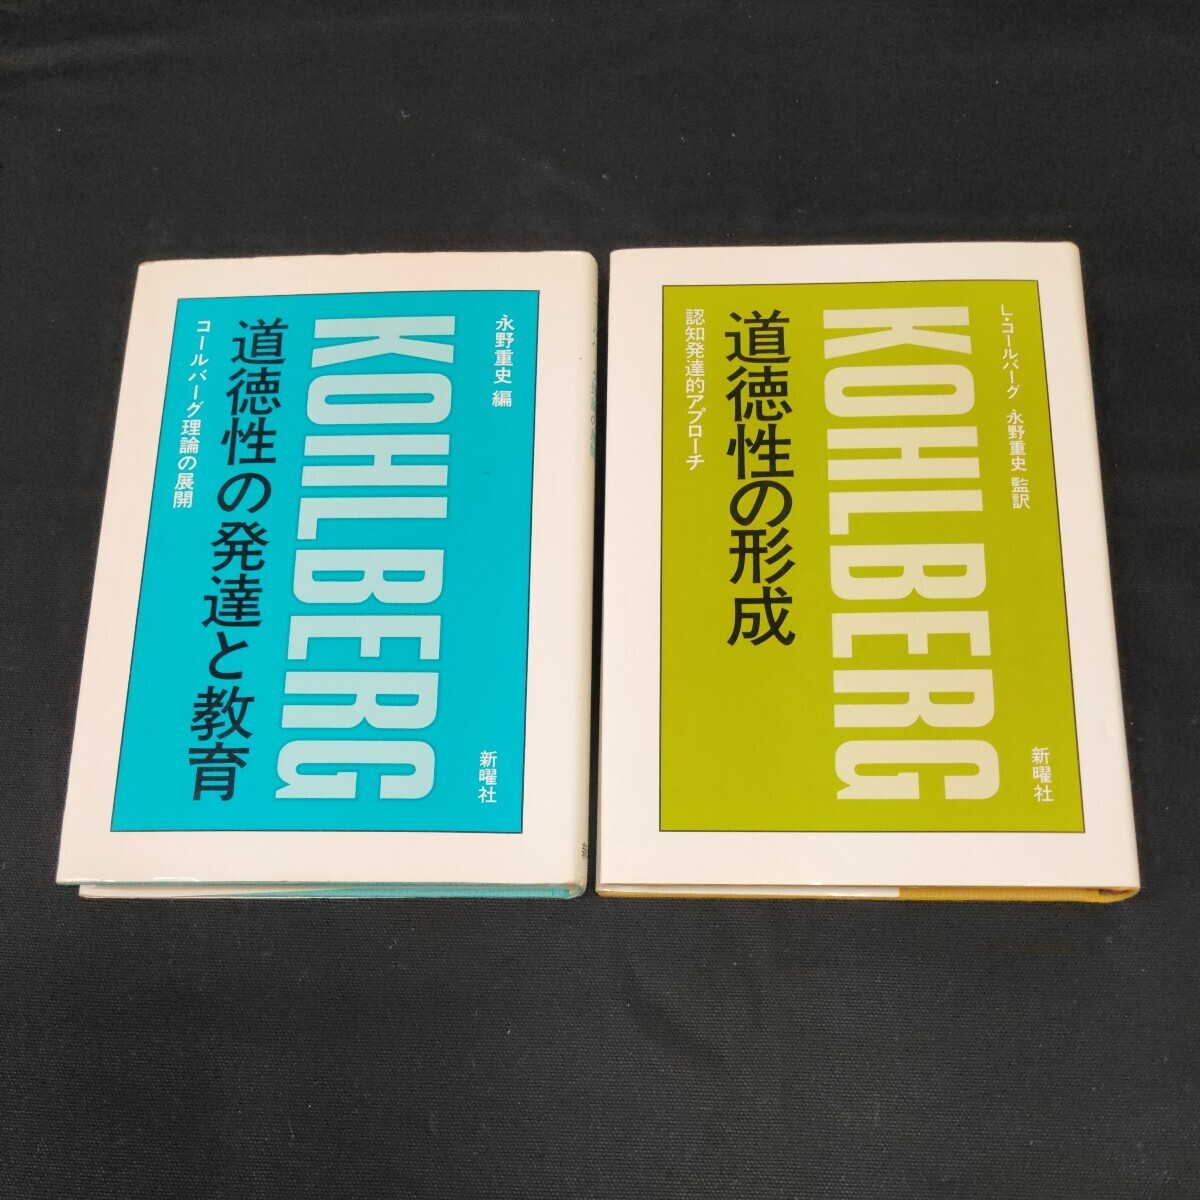 永野重史 編
KOHLBERG
道徳性の発達と教育
コールバーグ理論の展開
新曜社
L・コールバーグ 永野重史 監訳
KOHLBERG
道徳性の形成
認知発達的アプローチ
新曜社